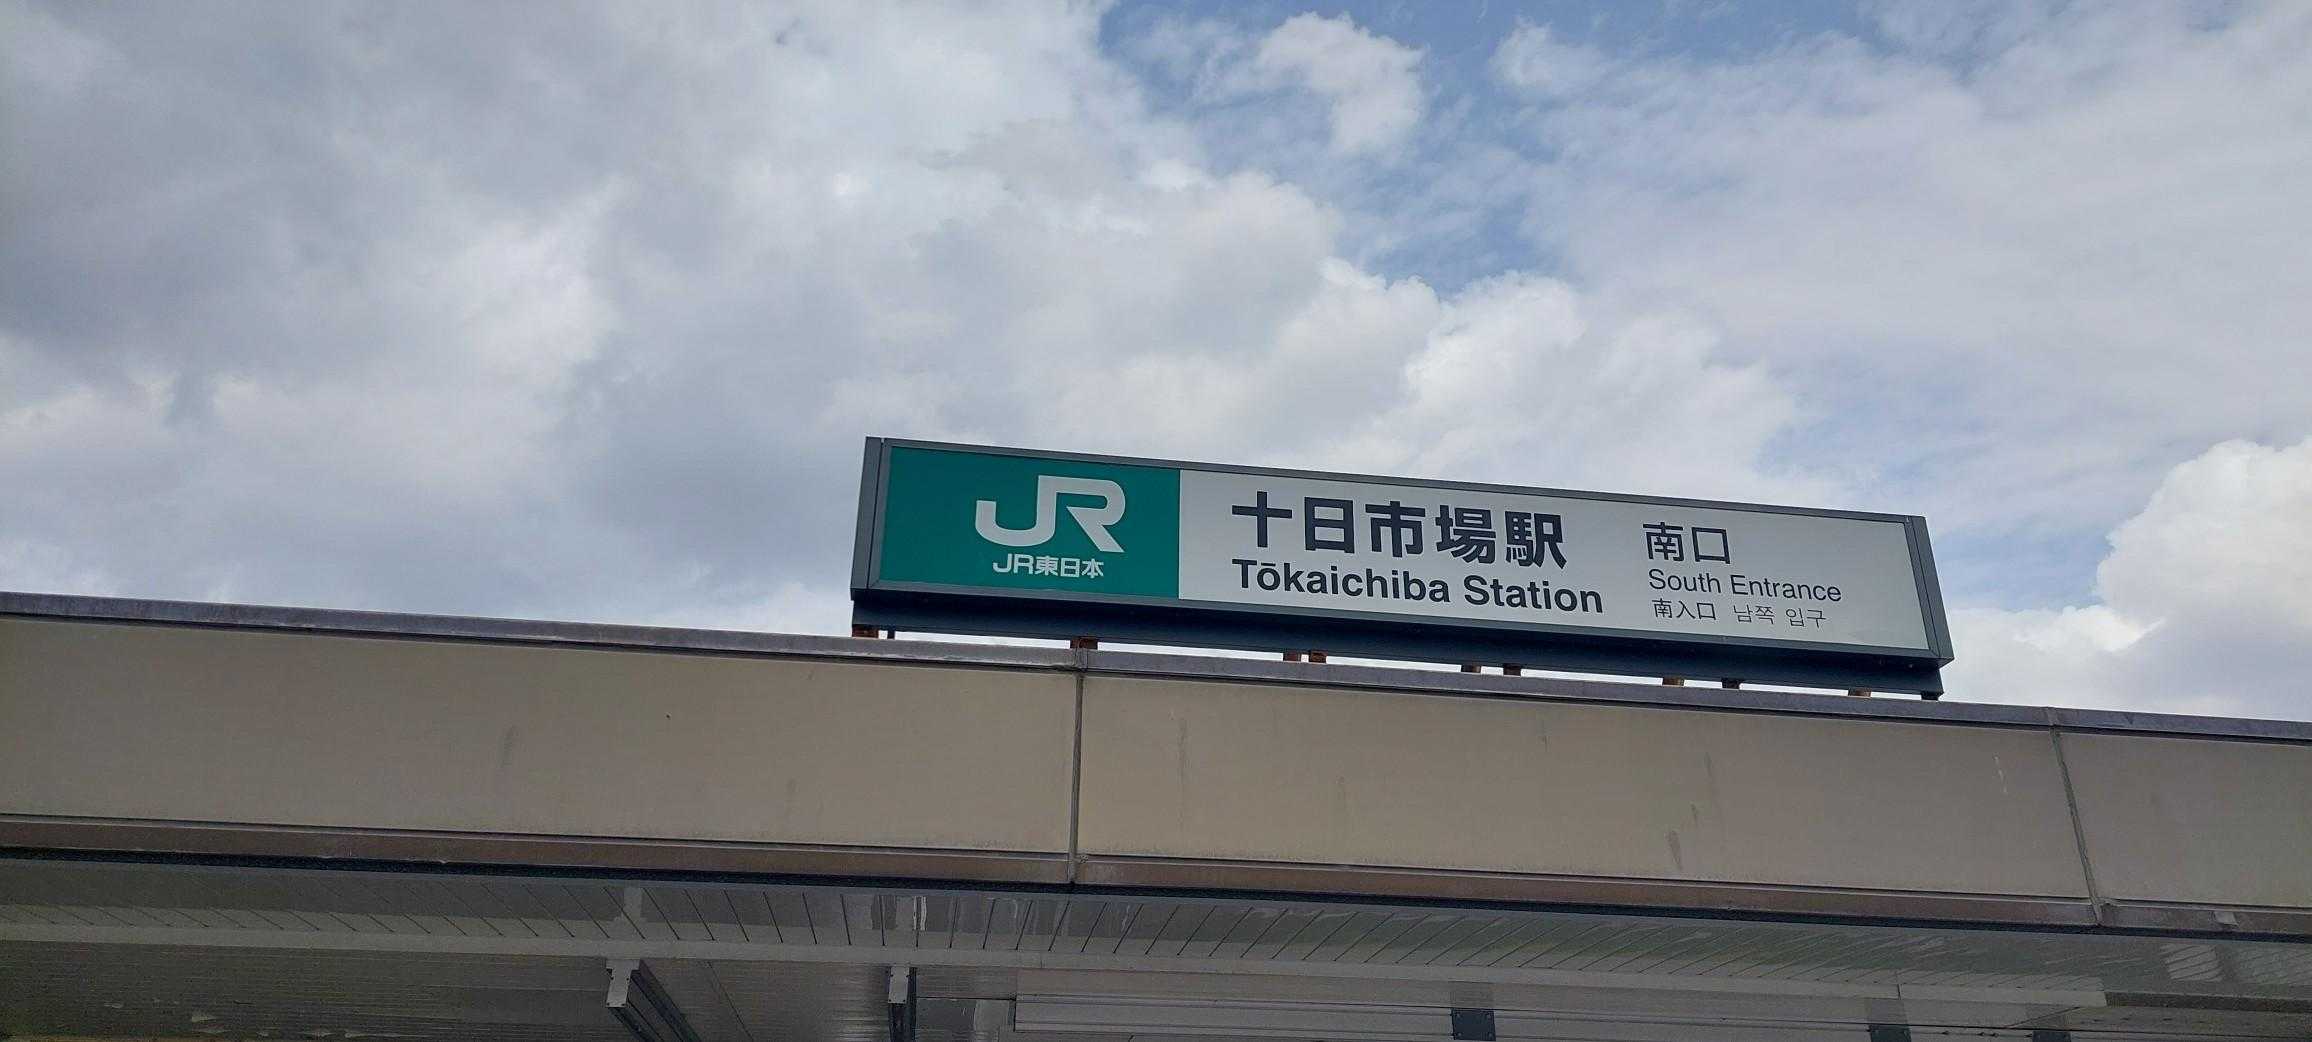 JR
JR東日本
十日市場駅
Tōkaichiba Station
南口
South Entrance
南入口 남쪽 입구